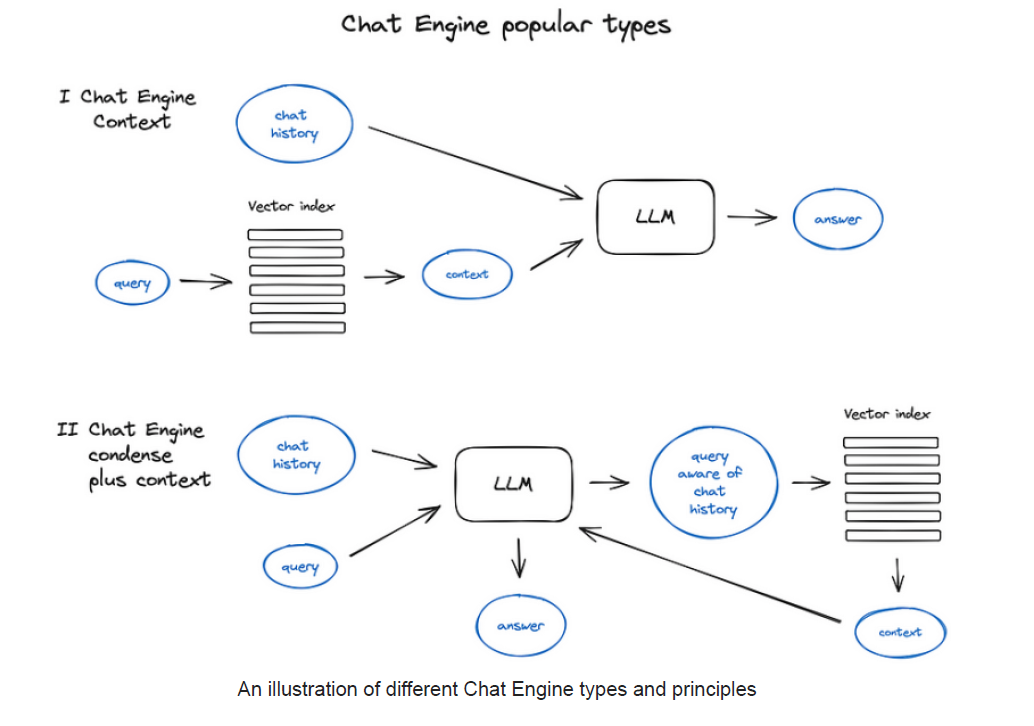 Chat Engine popular types
I Chat Engine
Context
chat
history
Vector index
LLM
answer
query
context
II Chat Engine
condense
plus context
chat
history
query
LLM
query
aware of
chat
history
Vector index
answer
context
An illustration of different Chat Engine types and principles